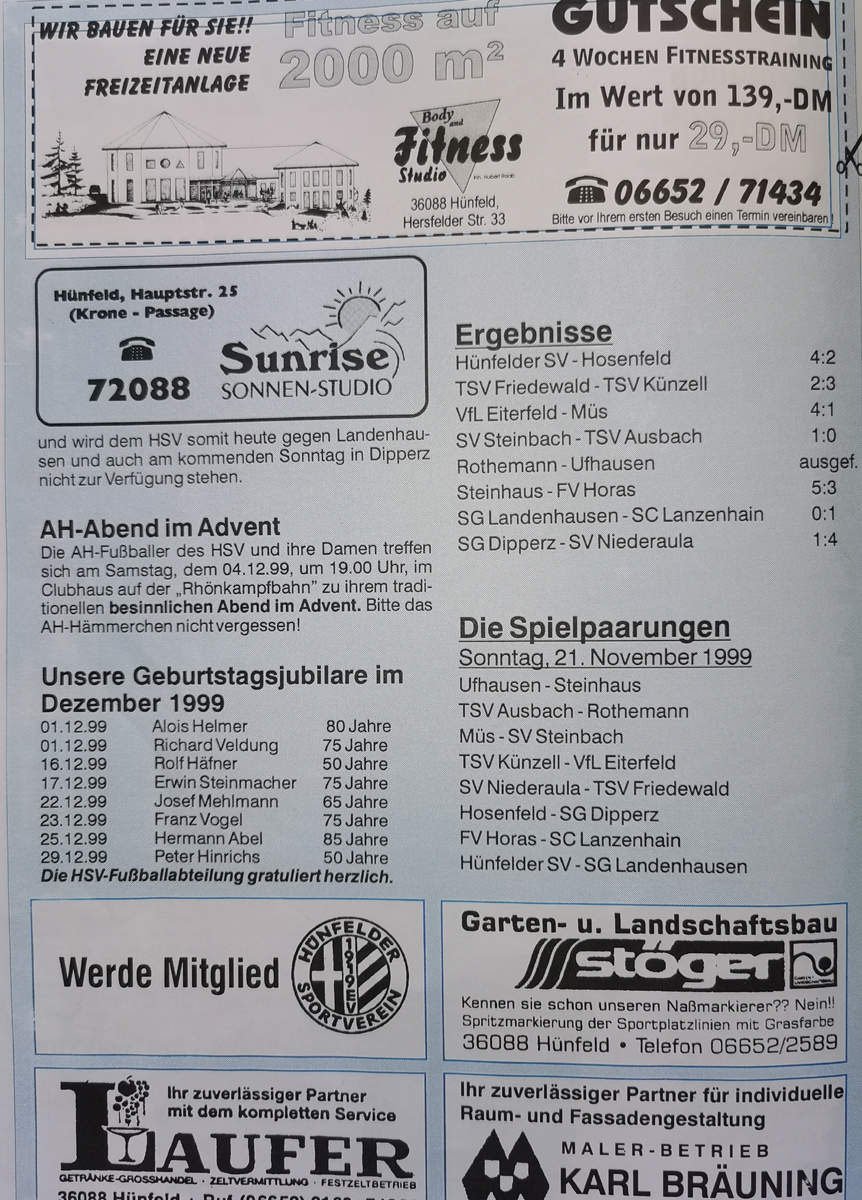 WIR BAUEN FÜR SIE!!
EINE NEUE
FREIZEITANLAGE
Fitness auf
2000 m²
Body
and
Fitness
Studio
36088 Hünfeld,
Hersfelder Str. 33
GUTSCHEIN
4 WOCHEN FITNESSTRAINING
Im Wert von 139,-DM
für nur 29,-DM
06652 / 71434
Bitte vor Ihrem ersten Besuch einen Termin vereinbaren!
Hünfeld, Hauptstr. 25
(Krone - Passage)
72088
Sunrise
SONNEN-STUDIO
und wird dem HSV somit heute gegen Landenhau-
sen und auch am kommenden Sonntag in Dipperz
nicht zur Verfügung stehen.
AH-Abend im Advent
Die AH-Fußballer des HSV und ihre Damen treffen
sich am Samstag, dem 04.12.99, um 19.00 Uhr, im
Clubhaus auf der „Rhönkampfbahn" zu ihrem tradi-
tionellen besinnlichen Abend im Advent. Bitte das
AH-Hämmerchen nicht vergessen!
Unsere Geburtstagsjubilare im
Dezember 1999
01.12.99 Alois Helmer 80 Jahre
01.12.99 Richard Veldung 75 Jahre
16.12.99 Rolf Häfner 50 Jahre
17.12.99 Erwin Steinmacher 75 Jahre
22.12.99 Josef Mehlmann 65 Jahre
23.12.99 Franz Vogel 75 Jahre
25.12.99 Hermann Abel 85 Jahre
29.12.99 Peter Hinrichs 50 Jahre
Die HSV-Fußballabteilung gratuliert herzlich.
Ergebnisse
Hünfelder SV - Hosenfeld 4:2
TSV Friedewald - TSV Künzell 2:3
VfL Eiterfeld - Müs 4:1
SV Steinbach - TSV Ausbach 1:0
Rothemann - Ufhausen ausgef.
Steinhaus - FV Horas 5:3
SG Landenhausen - SC Lanzenhain 0:1
SG Dipperz - SV Niederaula 1:4
Die Spielpaarungen
Sonntag, 21. November 1999
Ufhausen - Steinhaus
TSV Ausbach - Rothemann
Müs - SV Steinbach
TSV Künzell - VfL Eiterfeld
SV Niederaula - TSV Friedewald
Hosenfeld - SG Dipperz
FV Horas - SC Lanzenhain
Hünfelder SV - SG Landenhausen
Werde Mitglied
HÜNFELDER
1919 E.V.
SPORTVEREIN
Garten- u. Landschaftsbau
stöger
Kennen sie schon unseren Naßmarkierer?? Nein!!
Spritzmarkierung der Sportplatzlinien mit Grasfarbe
36088 Hünfeld • Telefon 06652/2589
Ihr zuverlässiger Partner
mit dem kompletten Service
LAUFER
GETRÄNKE-GROSSHANDEL · ZELTVERMITTLUNG · FESTZELTBETRIEB
36088 Hünfeld
Ihr zuverlässiger Partner für individuelle
Raum- und Fassadengestaltung
MALER-BETRIEB
KARL BRÄUNING